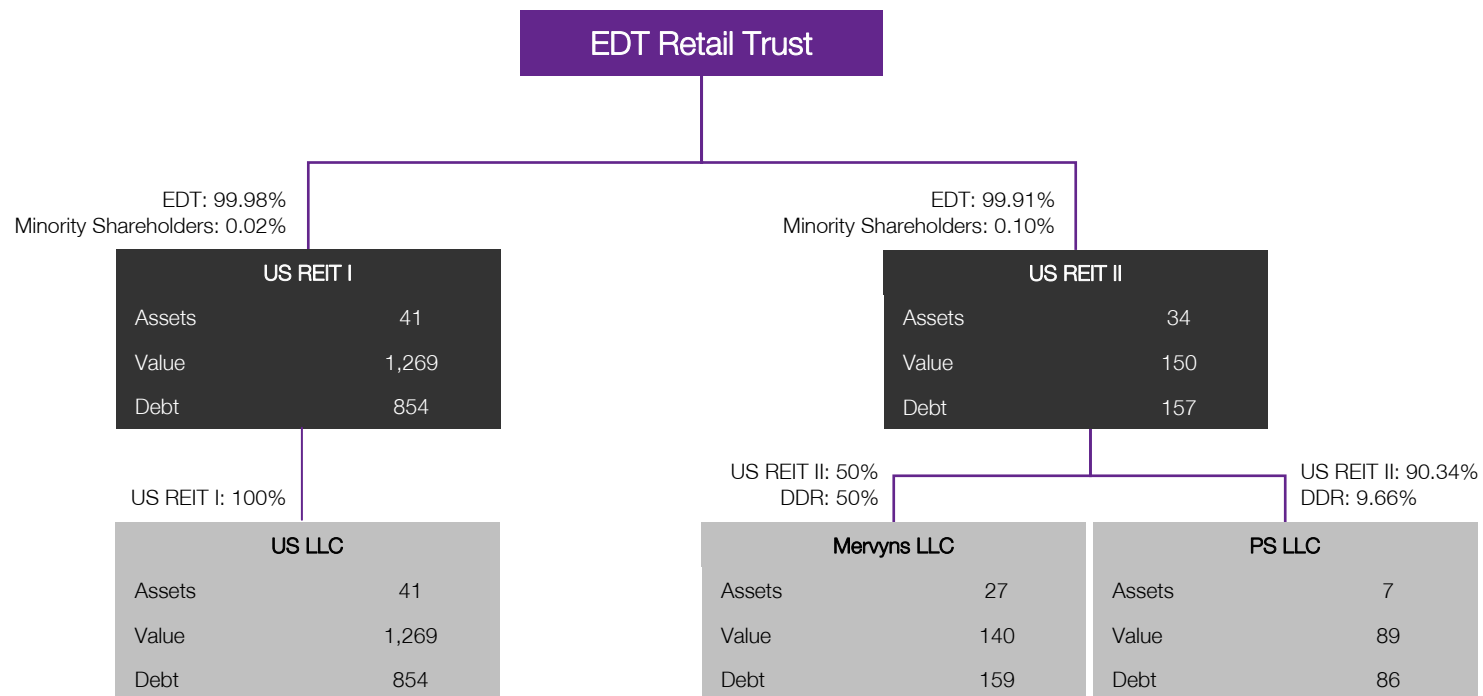 EDT Retail Trust
EDT: 99.98%
Minority Shareholders: 0.02%
EDT: 99.91%
Minority Shareholders: 0.10%
US REIT I
Assets 41
Value 1,269
Debt 854
US REIT II
Assets 34
Value 150
Debt 157
US REIT I: 100%
US REIT II: 50%
DDR: 50%
US REIT II: 90.34%
DDR: 9.66%
US LLC
Assets 41
Value 1,269
Debt 854
Mervyns LLC
Assets 27
Value 140
Debt 159
PS LLC
Assets 7
Value 89
Debt 86